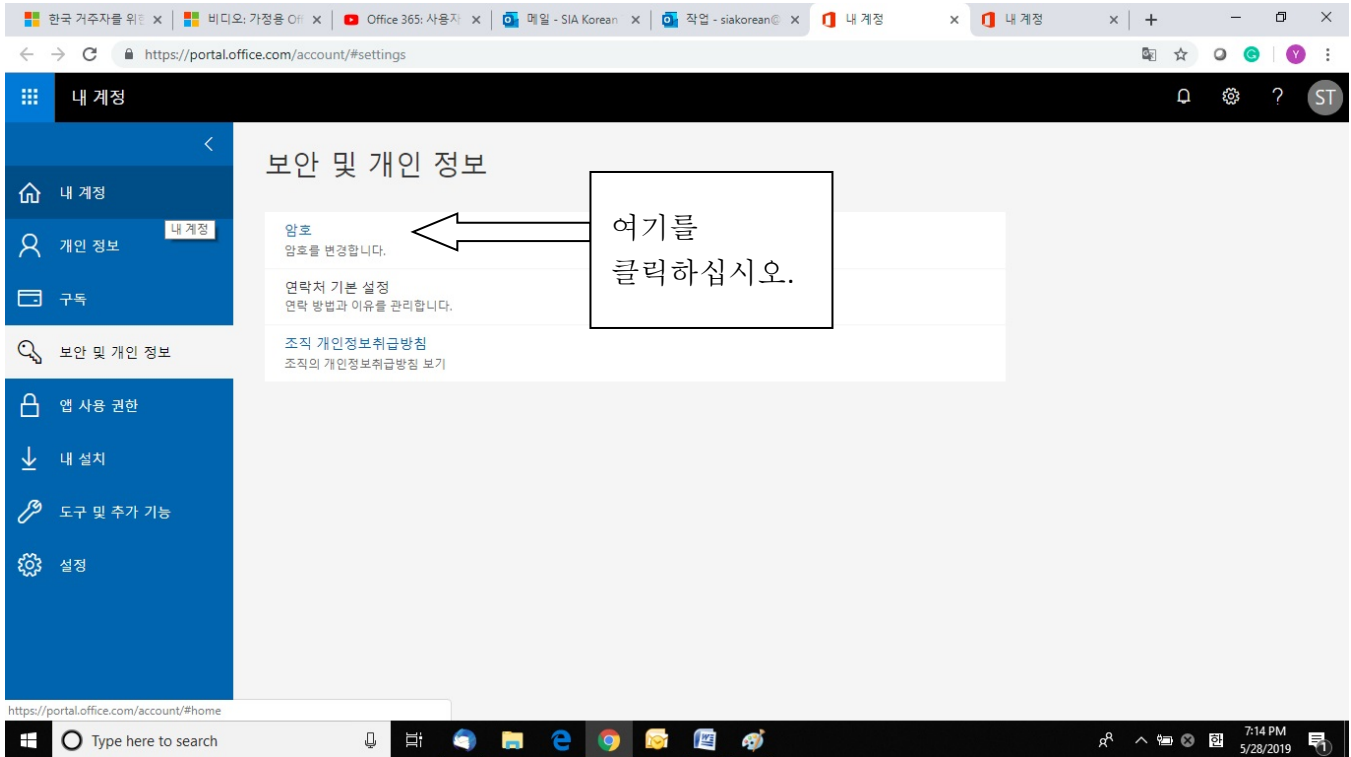 한국 거주자를 위한
비디오: 가정용 Off
Office 365: 사용자
메일 - SIA Korean
작업 - siakorean@
내 계정
내 계정
https://portal.office.com/account/#settings
Y
내 계정
ST
보안 및 개인 정보
내 계정
내 계정
개인 정보
구독
보안 및 개인 정보
앱 사용 권한
내 설치
도구 및 추가 기능
설정
암호
암호를 변경합니다.
연락처 기본 설정
연락 방법과 이유를 관리합니다.
조직 개인정보취급방침
조직의 개인정보취급방침 보기
여기를
클릭하십시오.
https://portal.office.com/account/#home
Type here to search
한
7:14 PM
5/28/2019
1